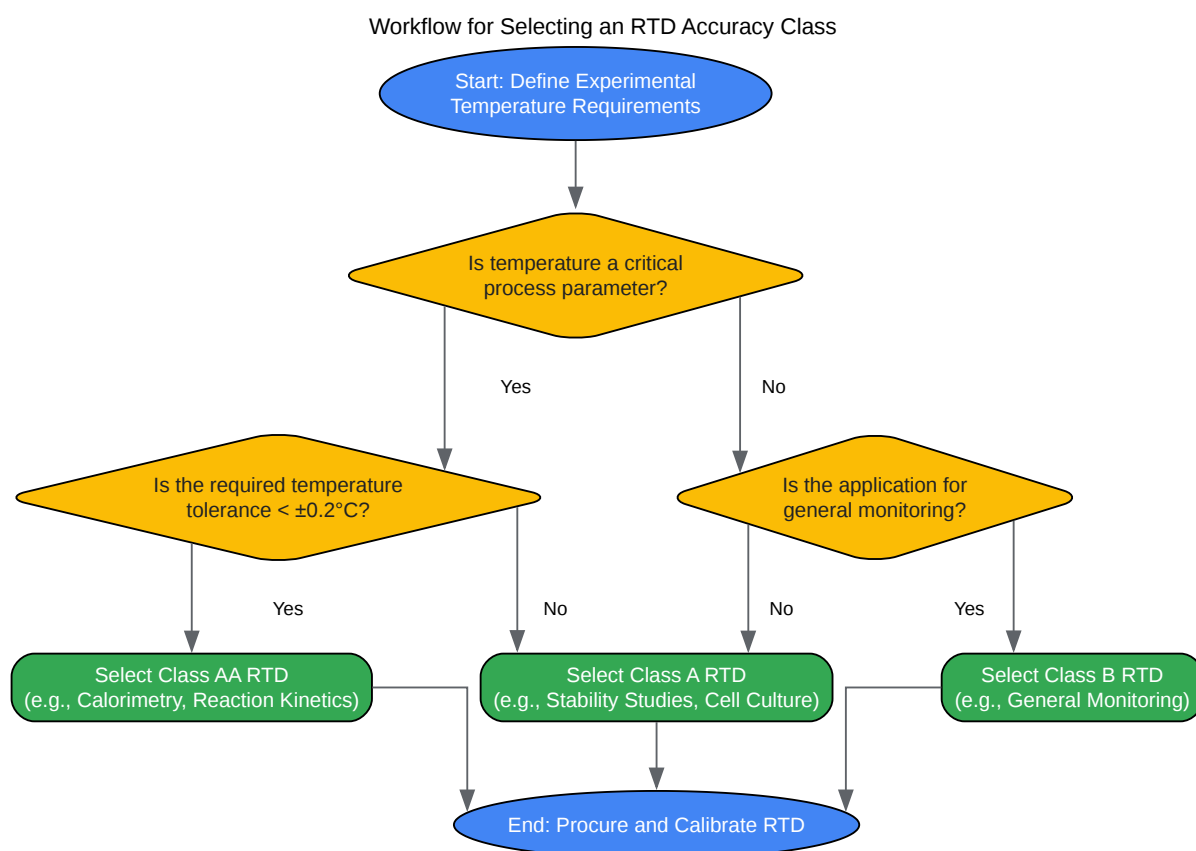 Workflow for Selecting an RTD Accuracy Class
Start: Define Experimental
Temperature Requirements
Is temperature a critical
process parameter?
Yes
No
Is the required temperature
tolerance < ±0.2°C?
Is the application for
general monitoring?
Yes
No
No
Yes
Select Class AA RTD
(e.g., Calorimetry, Reaction Kinetics)
Select Class A RTD
(e.g., Stability Studies, Cell Culture)
Select Class B RTD
(e.g., General Monitoring)
End: Procure and Calibrate RTD